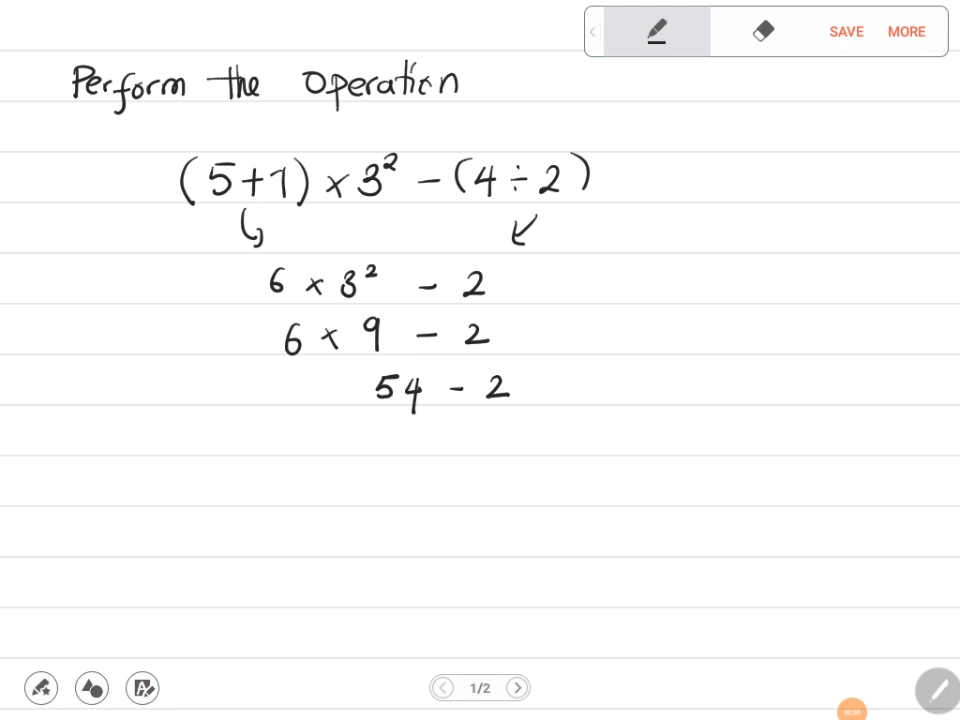 SAVE MORE
Perform the Operation
(5+1) × 3² - (4 ÷ 2)
6 × 3² - 2
6 × 9 - 2
54 - 2
1/2